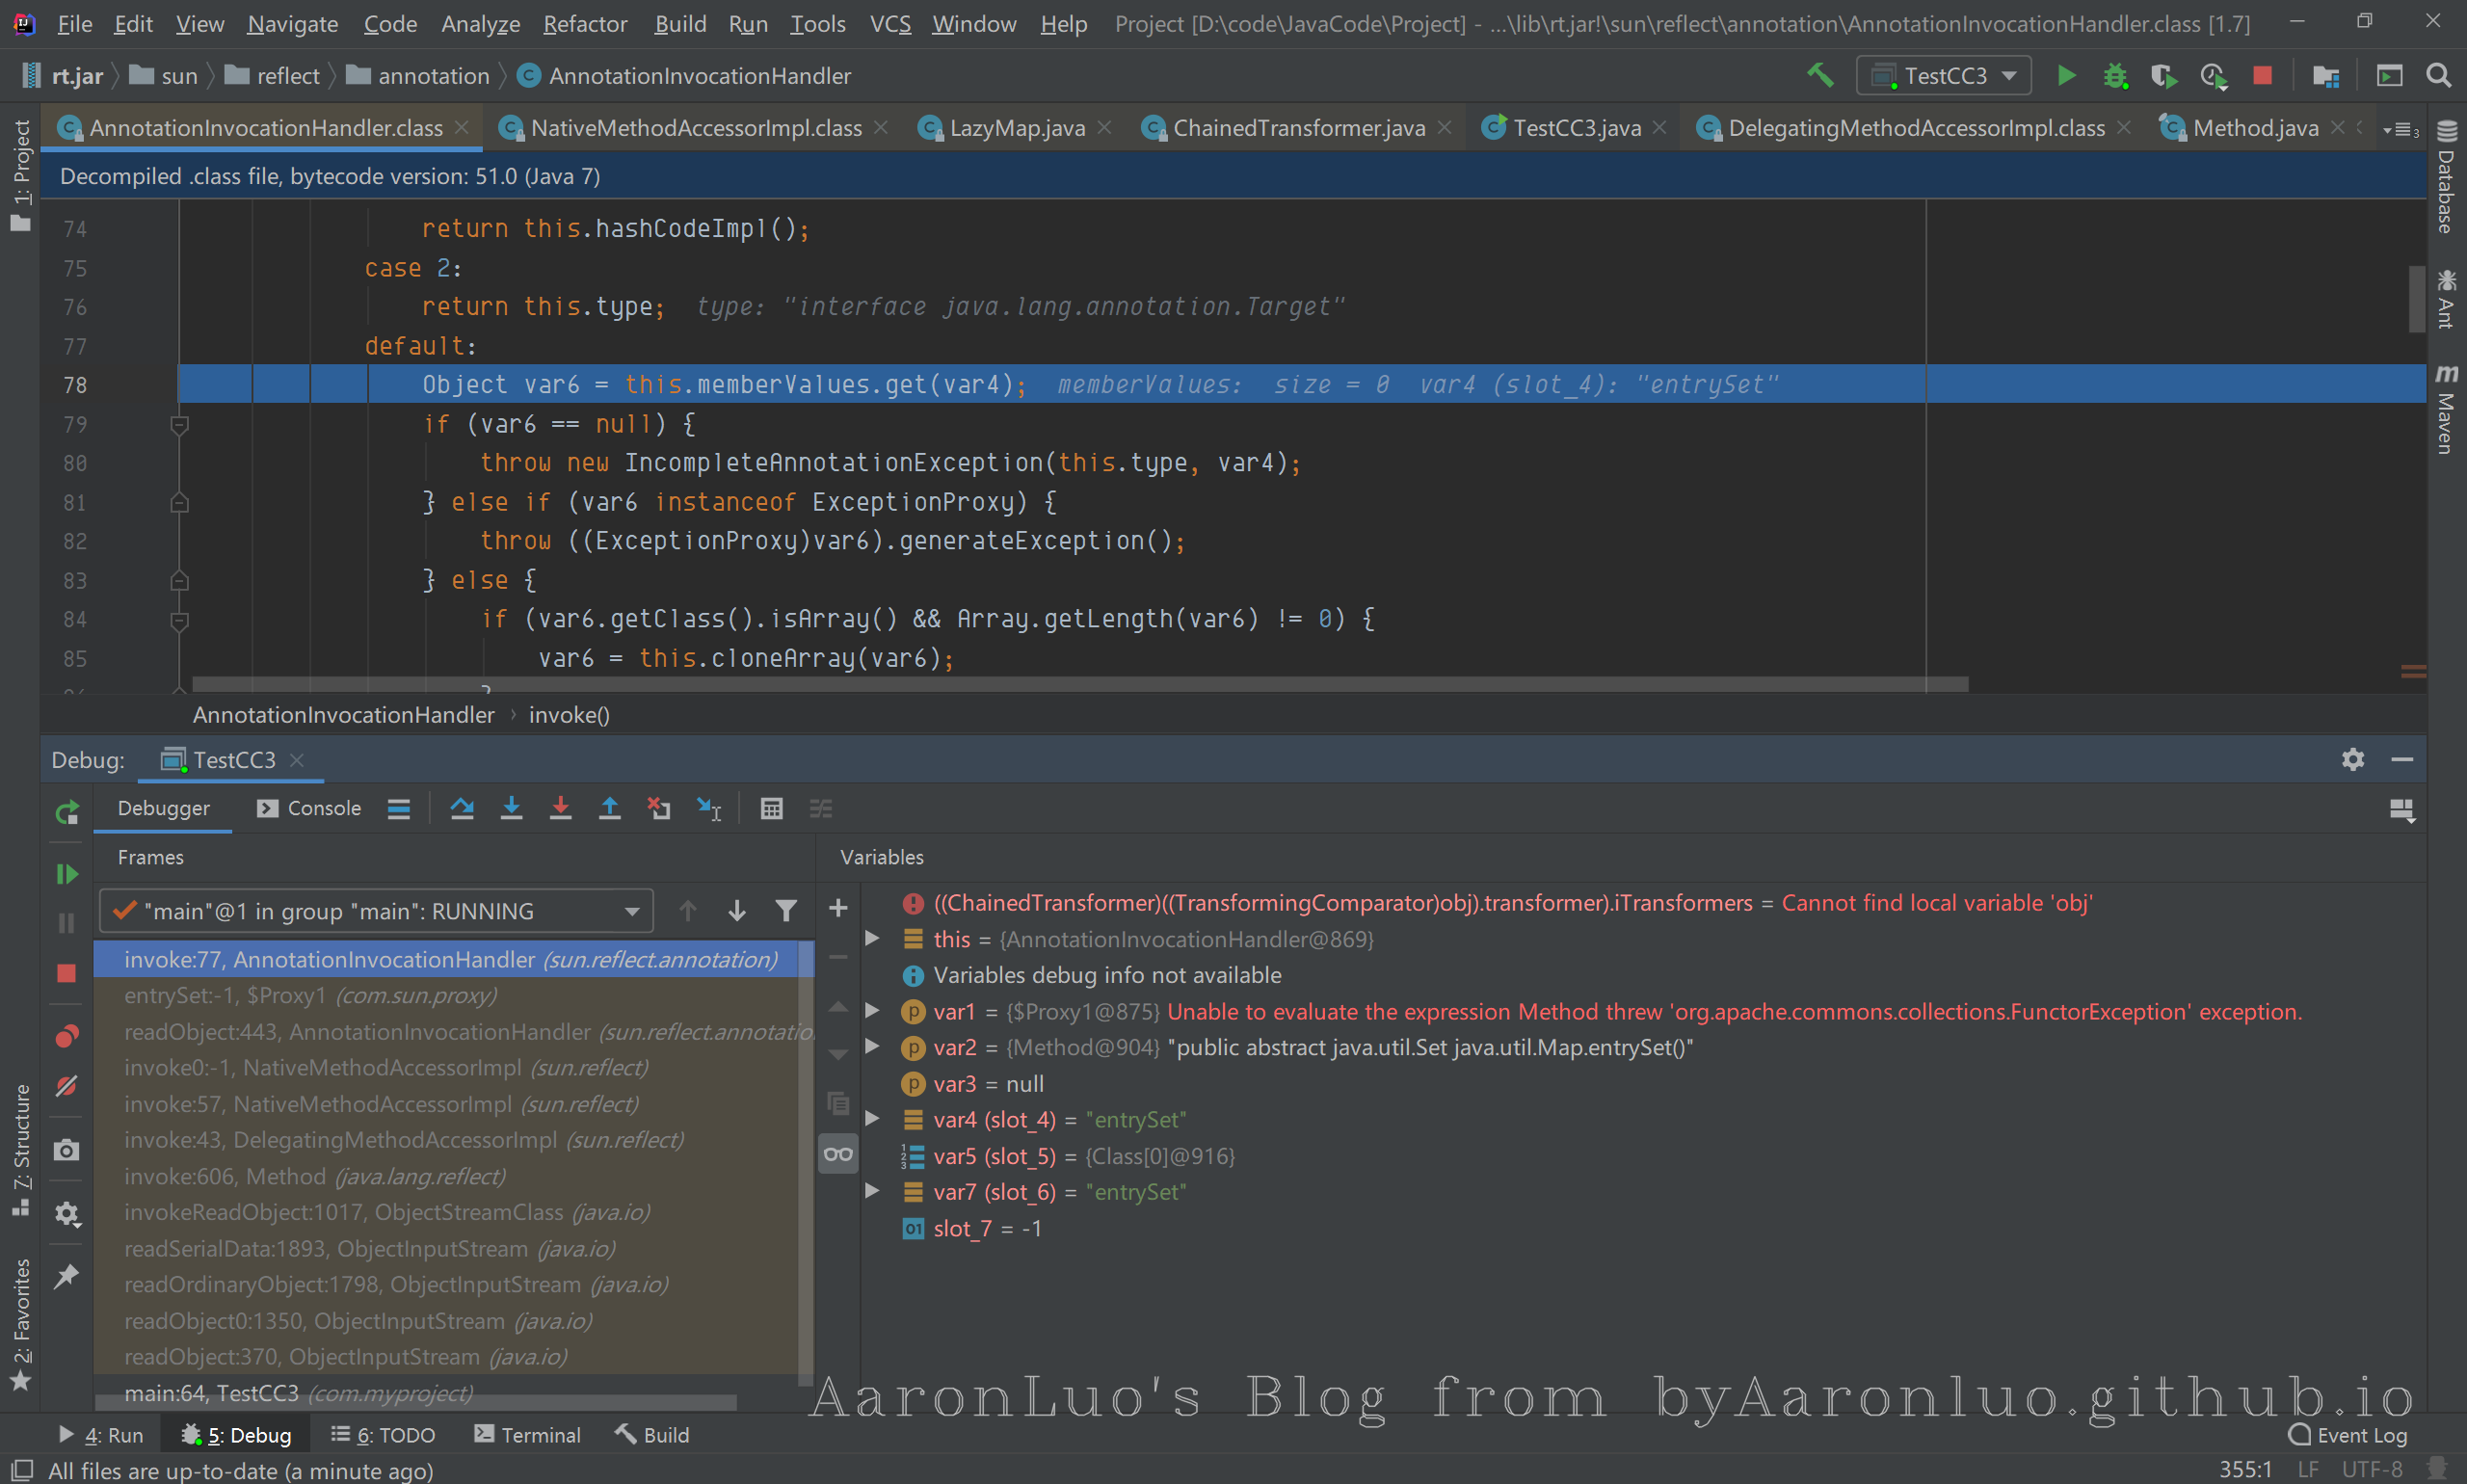 File Edit View Navigate Code Analyze Refactor Build Run Tools VCS Window Help Project [D:\code\JavaCode\Project] - ...\lib\rt.jar!\sun\reflect\annotation\AnnotationInvocationHandler.class [1.7]
rt.jar sun reflect annotation AnnotationInvocationHandler TestCC3
AnnotationInvocationHandler.class NativeMethodAccessorImpl.class LazyMap.java ChainedTransformer.java TestCC3.java DelegatingMethodAccessorImpl.class Method.java 3
1: Project
Database
Ant
Maven
Decompiled .class file, bytecode version: 51.0 (Java 7)
74 return this.hashCodeImpl();
75 case 2:
76 return this.type; type: "interface java.lang.annotation.Target"
77 default:
78 Object var6 = this.memberValues.get(var4); memberValues: size = 0 var4 (slot_4): "entrySet"
79 if (var6 == null) {
80 throw new IncompleteAnnotationException(this.type, var4);
81 } else if (var6 instanceof ExceptionProxy) {
82 throw ((ExceptionProxy)var6).generateException();
83 } else {
84 if (var6.getClass().isArray() && Array.getLength(var6) != 0) {
85 var6 = this.cloneArray(var6);
AnnotationInvocationHandler › invoke()
Debug: TestCC3
Debugger Console
Frames
"main"@1 in group "main": RUNNING
invoke:77, AnnotationInvocationHandler (sun.reflect.annotation)
entrySet:-1, $Proxy1 (com.sun.proxy)
readObject:443, AnnotationInvocationHandler (sun.reflect.annotatio
invoke0:-1, NativeMethodAccessorImpl (sun.reflect)
invoke:57, NativeMethodAccessorImpl (sun.reflect)
invoke:43, DelegatingMethodAccessorImpl (sun.reflect)
invoke:606, Method (java.lang.reflect)
invokeReadObject:1017, ObjectStreamClass (java.io)
readSerialData:1893, ObjectInputStream (java.io)
readOrdinaryObject:1798, ObjectInputStream (java.io)
readObject0:1350, ObjectInputStream (java.io)
readObject:370, ObjectInputStream (java.io)
main:64, TestCC3 (com.myproject)
Variables
((ChainedTransformer)((TransformingComparator)obj).transformer).iTransformers = Cannot find local variable 'obj'
this = {AnnotationInvocationHandler@869}
Variables debug info not available
var1 = {$Proxy1@875} Unable to evaluate the expression Method threw 'org.apache.commons.collections.FunctorException' exception.
var2 = {Method@904} "public abstract java.util.Set java.util.Map.entrySet()"
var3 = null
var4 (slot_4) = "entrySet"
var5 (slot_5) = {Class[0]@916}
var7 (slot_6) = "entrySet"
slot_7 = -1
7: Structure
2: Favorites
AaronLuo's Blog from byAaronluo.github.io
4: Run 5: Debug 6: TODO Terminal Build Event Log
All files are up-to-date (a minute ago) 355:1 LF UTF-8